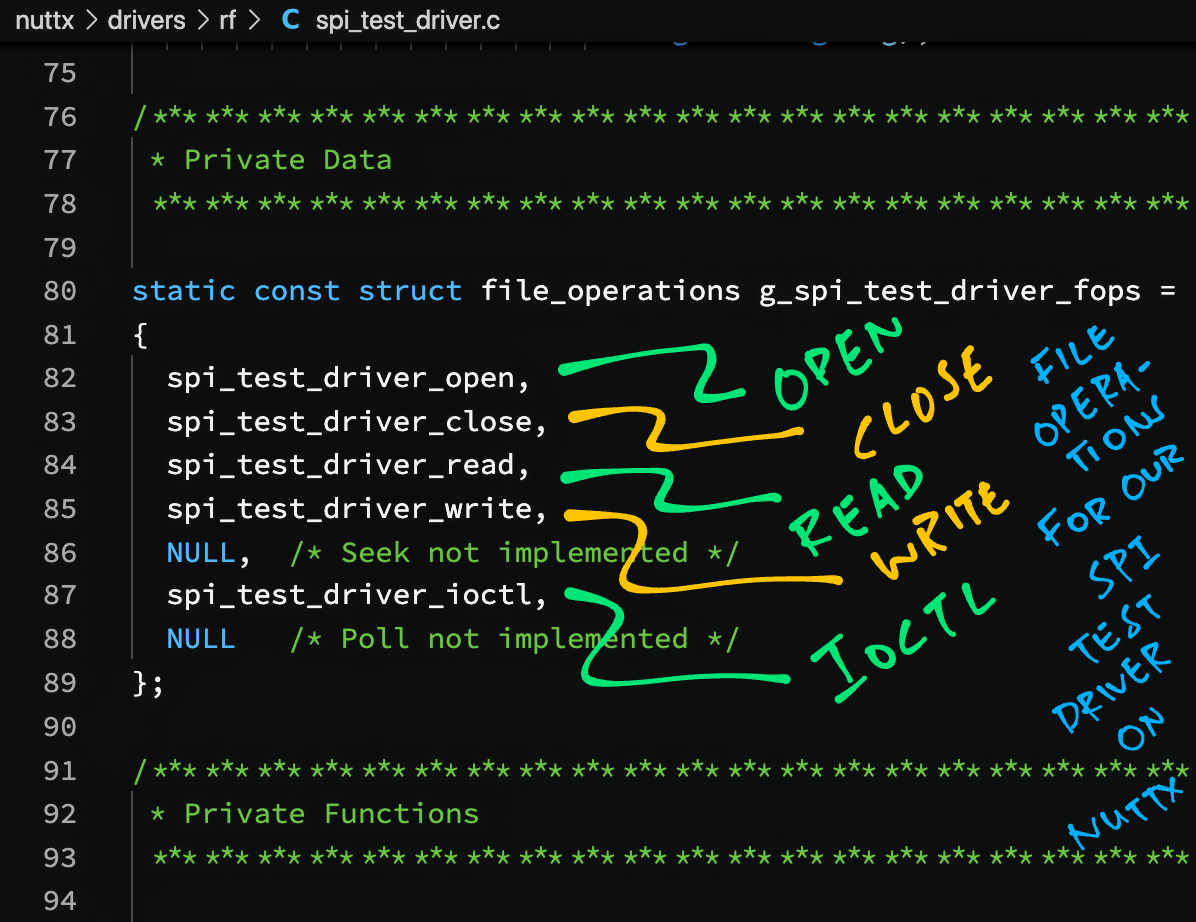 nuttx > drivers > rf > C spi_test_driver.c
75
76 /*** *** *** *** *** *** *** *** *** *** *** *** *** *** *** *** *** *** *** ***
77 * Private Data
78 *** *** *** *** *** *** *** *** *** *** *** *** *** *** *** *** *** *** *** ***
79
80 static const struct file_operations g_spi_test_driver_fops =
81 {
82 spi_test_driver_open,
83 spi_test_driver_close,
84 spi_test_driver_read,
85 spi_test_driver_write,
86 NULL, /* Seek not implemented */
87 spi_test_driver_ioctl,
88 NULL /* Poll not implemented */
89 };
90
91 /*** *** *** *** *** *** *** *** *** *** *** *** *** *** *** *** *** *** *** ***
92 * Private Functions
93 *** *** *** *** *** *** *** *** *** *** *** *** *** *** *** *** *** *** *** ***
94
OPEN
CLOSE
READ
WRITE
IOCTL
FILE
OPERA-
TIONS
FOR OUR
SPI
TEST
DRIVER
ON
NUTTX